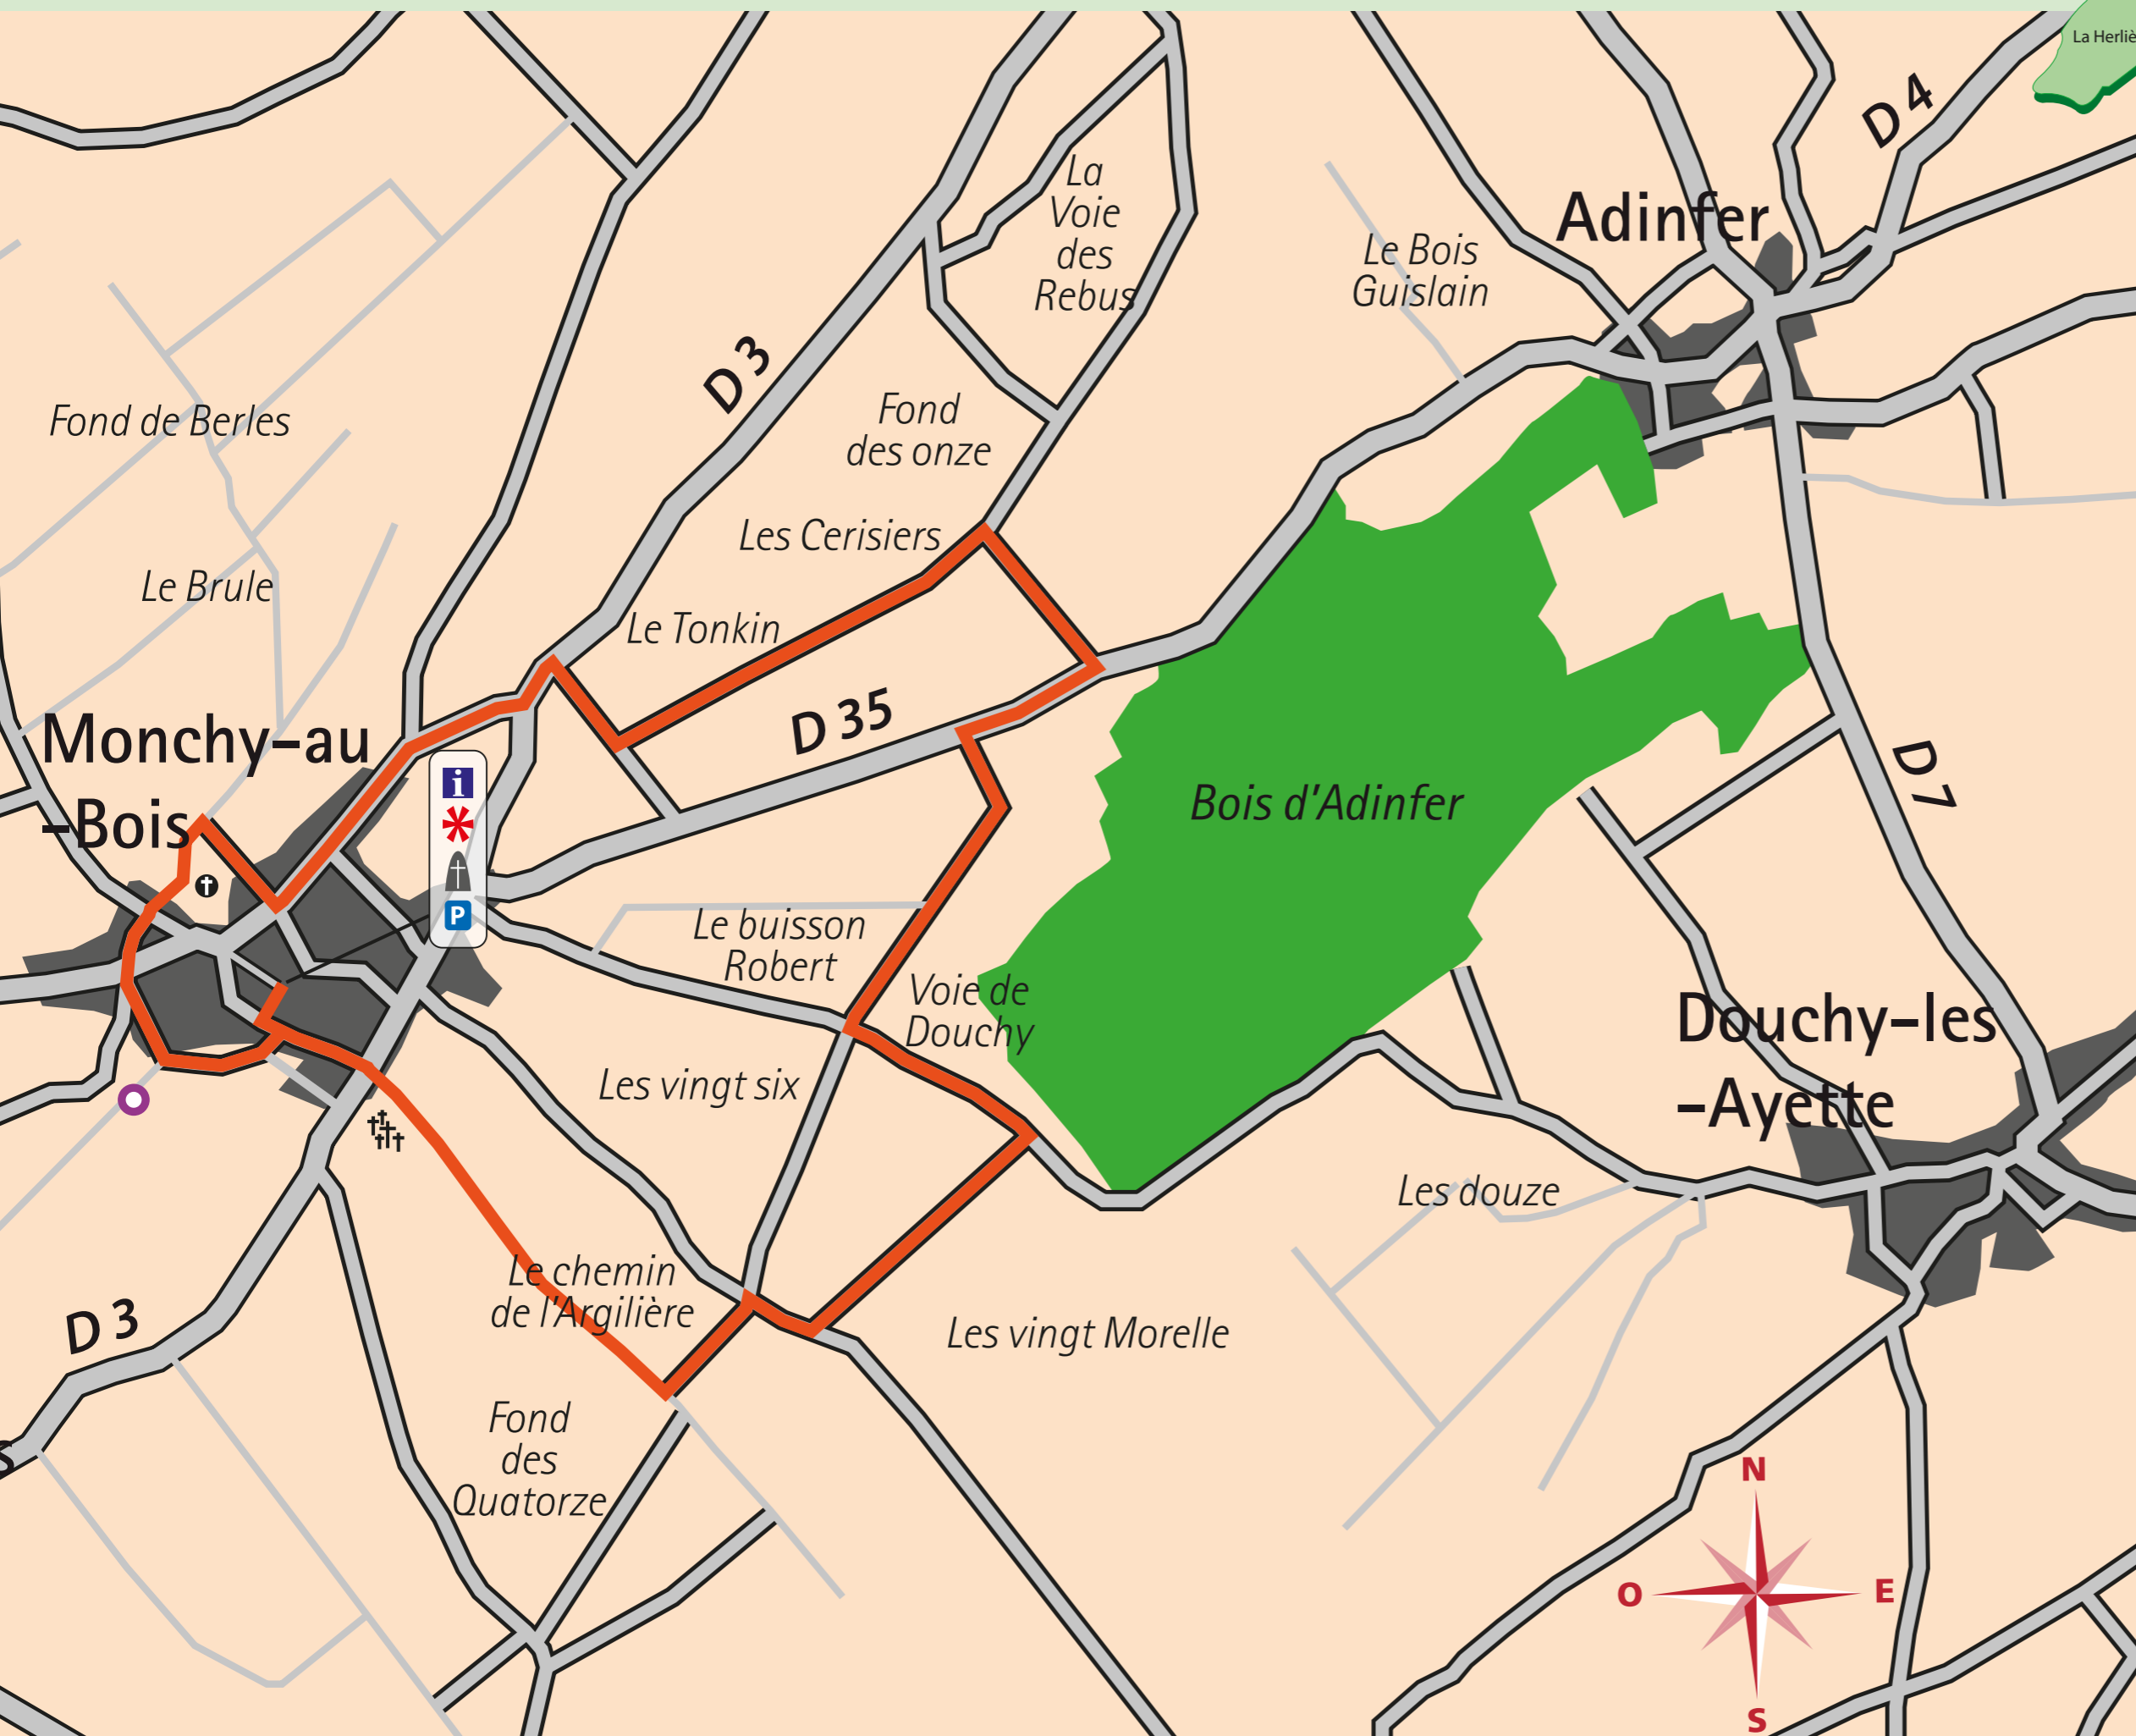 La Herliè
D 4
La
Voie
des
Rebus
Adinfer
Le Bois
Guislain
D 3
Fond de Berles
Fond
des onze
Les Cerisiers
Le Brule
Le Tonkin
D 35
Monchy-au
-Bois
i
P
D 7
Bois d'Adinfer
Le buisson
Robert
Voie de
Douchy
Douchy-les
-Ayette
Les vingt six
Les douze
Le chemin
de l'Argilière
D 3
Les vingt Morelle
Fond
des
Quatorze
s
N
O
E
S